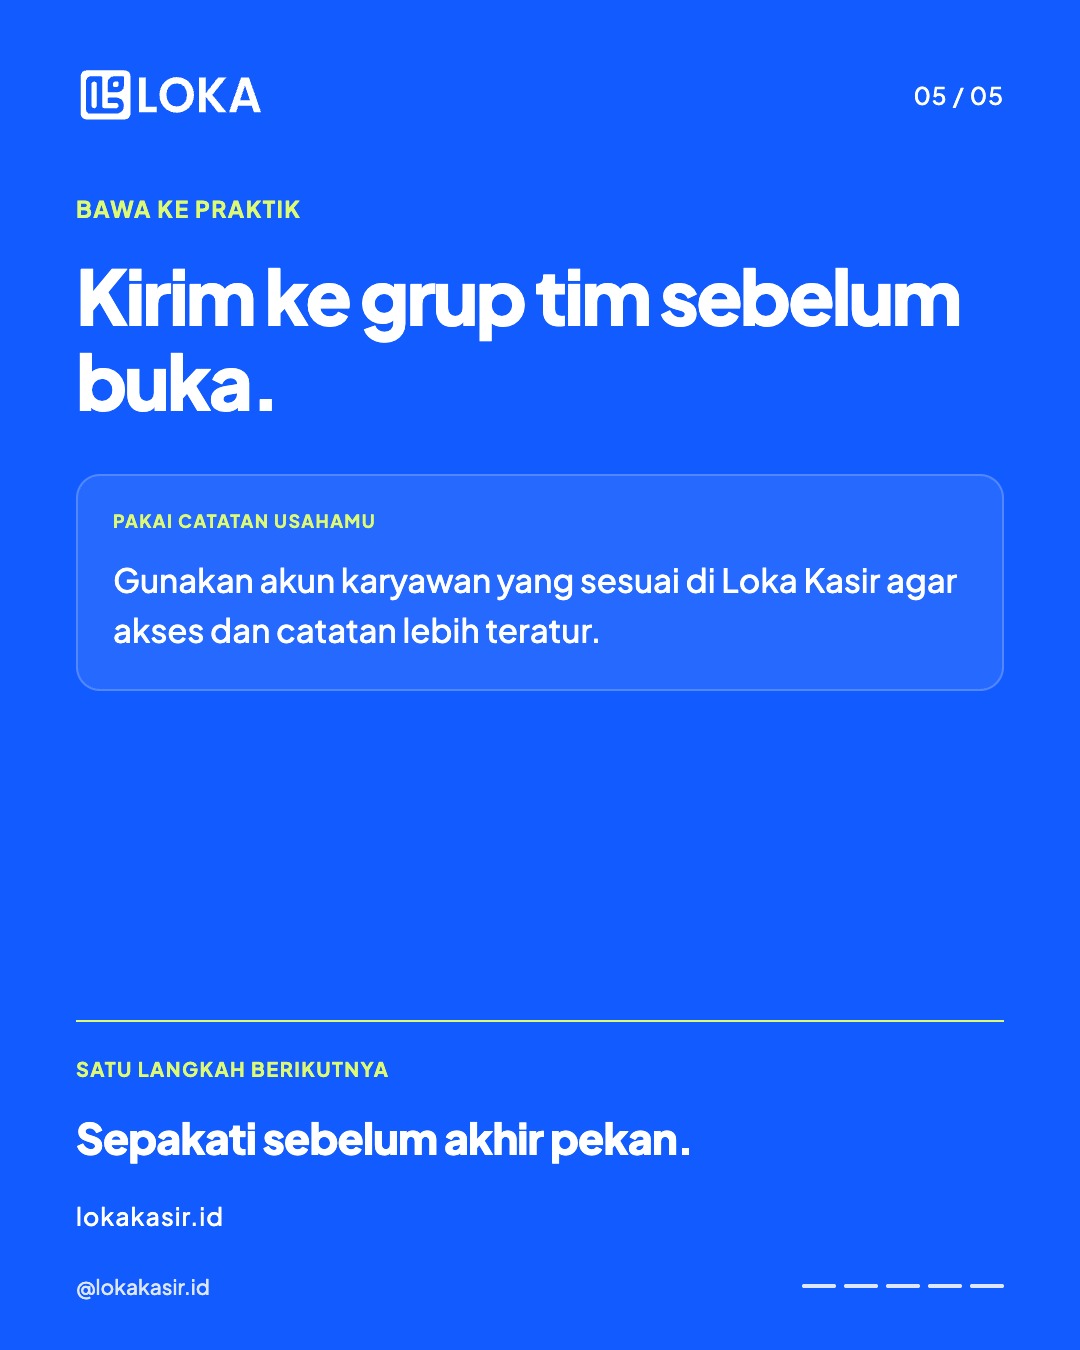 LOKA
05 / 05
BAWA KE PRAKTIK
Kirim ke grup tim sebelum
buka.
PAKAI CATATAN USAHAMU
Gunakan akun karyawan yang sesuai di Loka Kasir agar
akses dan catatan lebih teratur.
SATU LANGKAH BERIKUTNYA
Sepakati sebelum akhir pekan.
lokakasir.id
@lokakasir.id